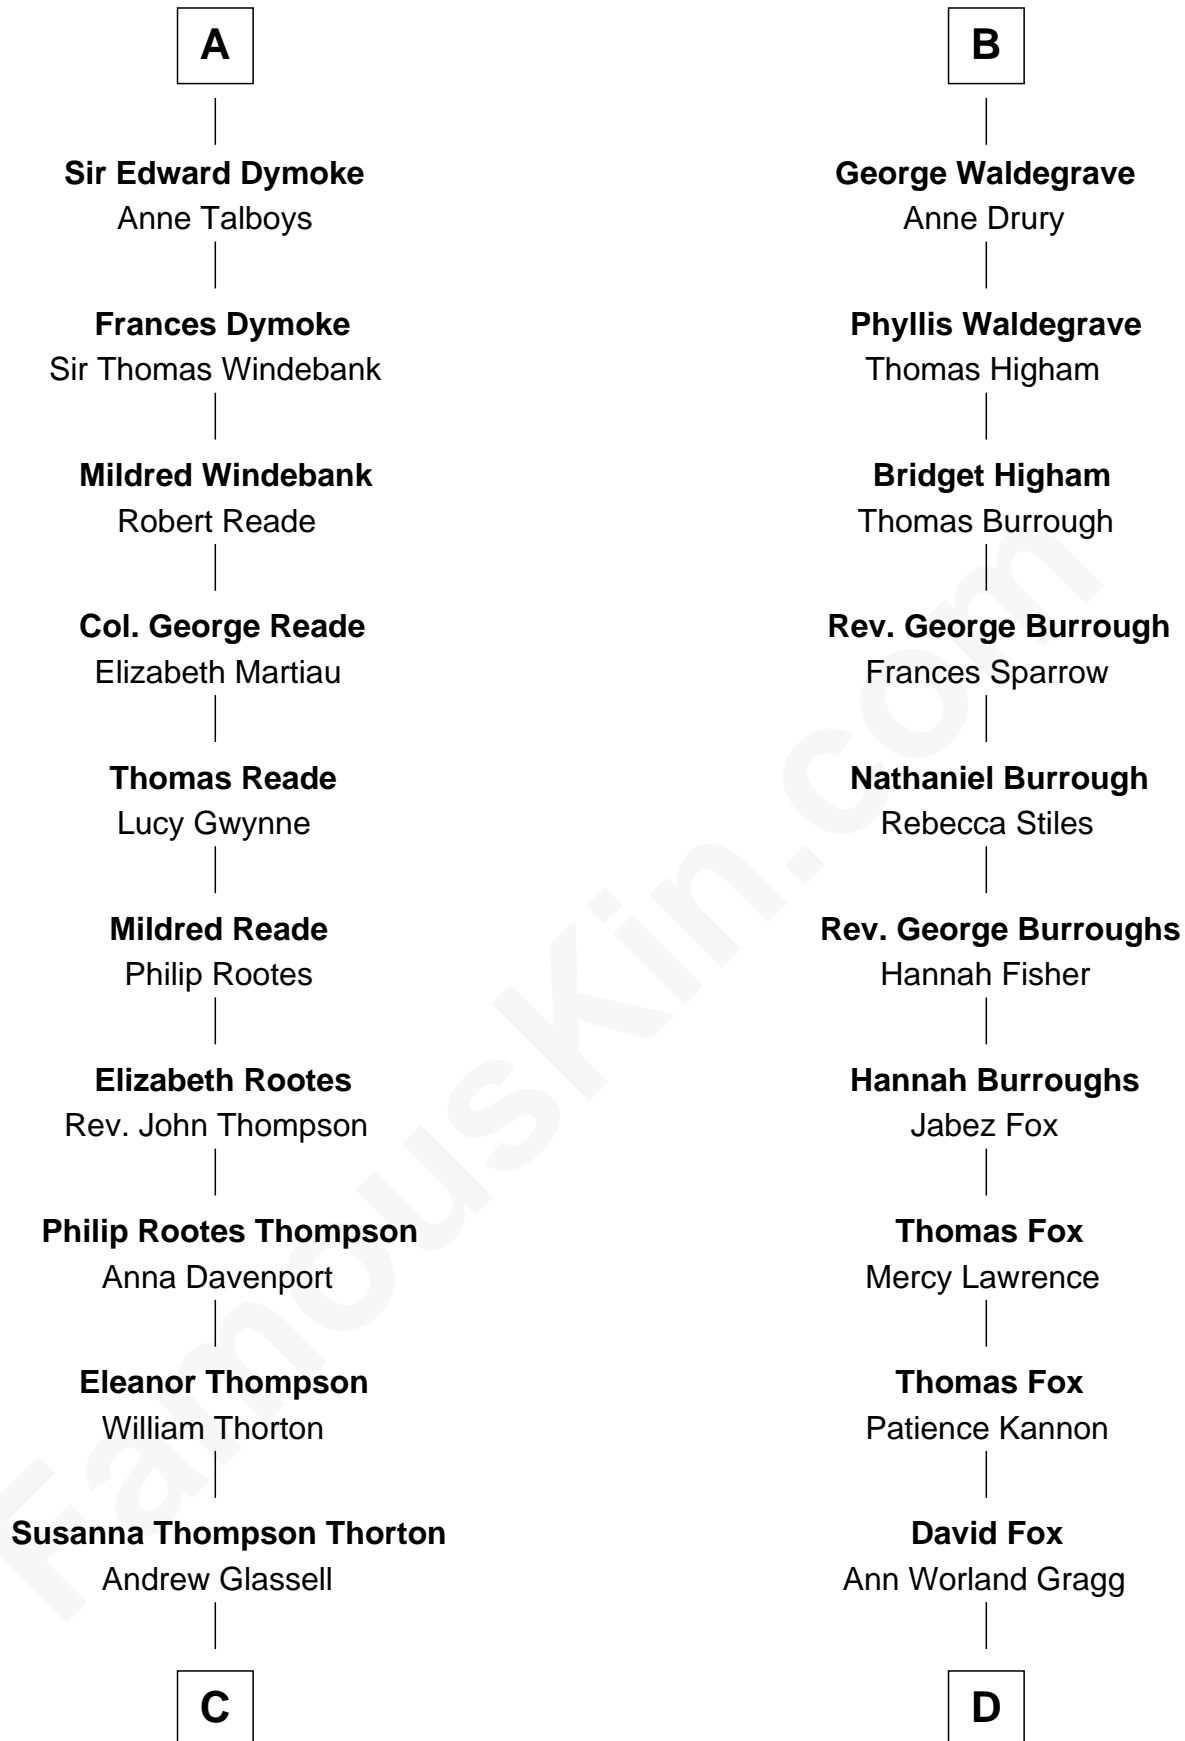 A
Sir Edward Dymoke
Anne Talboys
Frances Dymoke
Sir Thomas Windebank
Mildred Windebank
Robert Reade
Col. George Reade
Elizabeth Martiau
Thomas Reade
Lucy Gwynne
Mildred Reade
Philip Rootes
Elizabeth Rootes
Rev. John Thompson
Philip Rootes Thompson
Anna Davenport
Eleanor Thompson
William Thorton
Susanna Thompson Thorton
Andrew Glassell
C
B
George Waldegrave
Anne Drury
Phyllis Waldegrave
Thomas Higham
Bridget Higham
Thomas Burrough
Rev. George Burrough
Frances Sparrow
Nathaniel Burrough
Rebecca Stiles
Rev. George Burroughs
Hannah Fisher
Hannah Burroughs
Jabez Fox
Thomas Fox
Mercy Lawrence
Thomas Fox
Patience Kannon
David Fox
Ann Worland Gragg
D
FamousKin.com